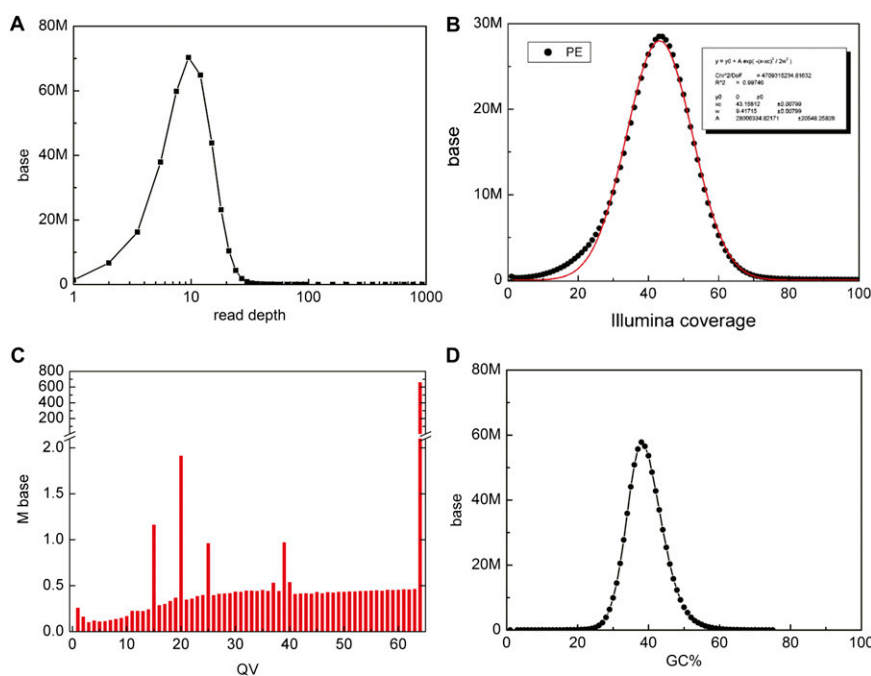 A
80M
60M
40M
20M
0
base
1
10
100
1000
read depth
B
30M
20M
10M
0
base
PE
y = y0 + A exp( -(x-xc)² / 2w² )
R^2 = 0.99746
y0 0 ±0
xc 43.15812 ±0.00799
w 9.41715 ±0.00799
0
20
40
60
80
100
Illumina coverage
C
800
600
400
200
2.0
1.5
1.0
0.5
0.0
M base
0
10
20
30
40
50
60
QV
D
80M
60M
40M
20M
0
base
0
20
40
60
80
100
GC%